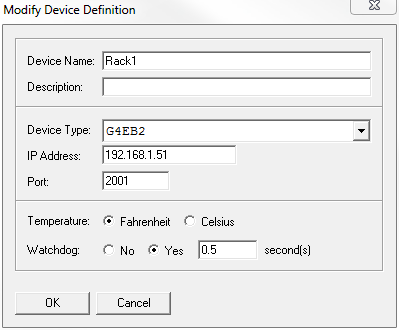 Modify Device Definition
Device Name: Rack1
Description:
Device Type: G4EB2
IP Address: 192.168.1.51
Port: 2001
Temperature: Fahrenheit Celsius
Watchdog: No Yes 0.5 second(s)
OK Cancel